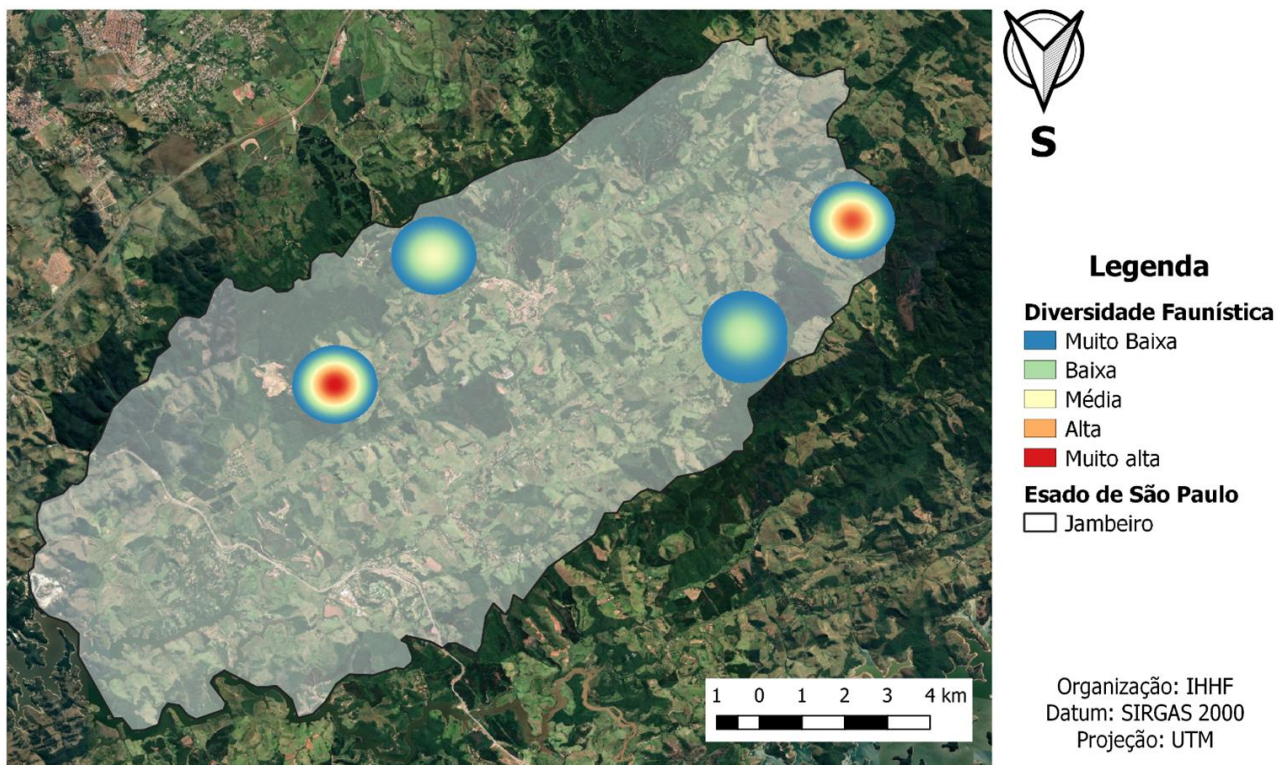 S
Legenda
Diversidade Faunística
Muito Baixa
Baixa
Média
Alta
Muito alta
Esado de São Paulo
Jambeiro
1 0 1 2 3 4 km
Organização: IHHF
Datum: SIRGAS 2000
Projeção: UTM